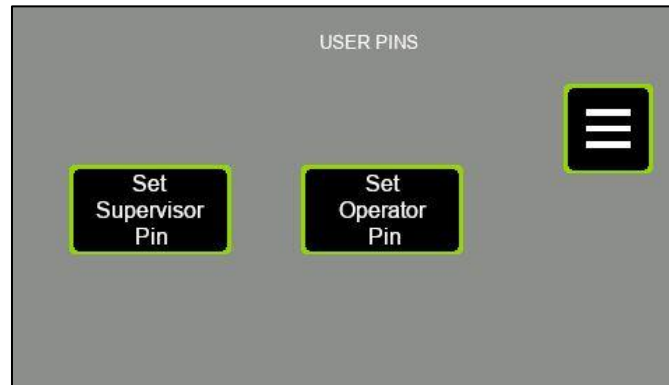 USER PINS
Set
Supervisor
Pin
Set
Operator
Pin